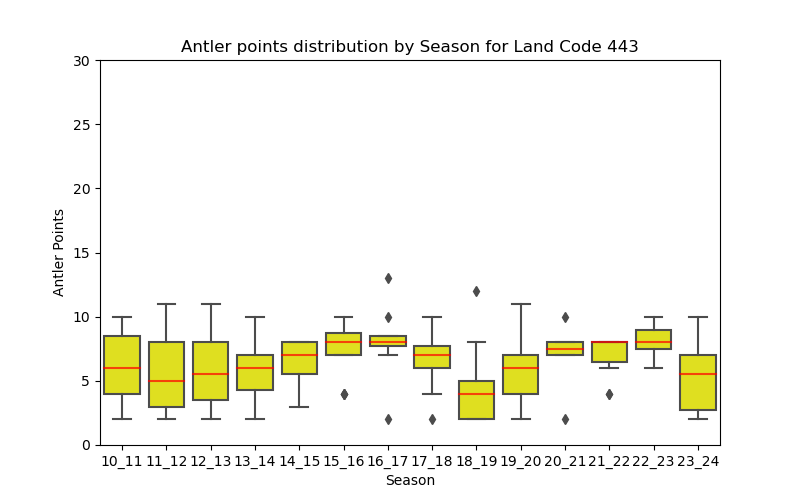 Antler points distribution by Season for Land Code 443
30
25
20
15
10
5
0
Antler Points
10_11 11_12 12_13 13_14 14_15 15_16 16_17 17_18 18_19 19_20 20_21 21_22 22_23 23_24
Season